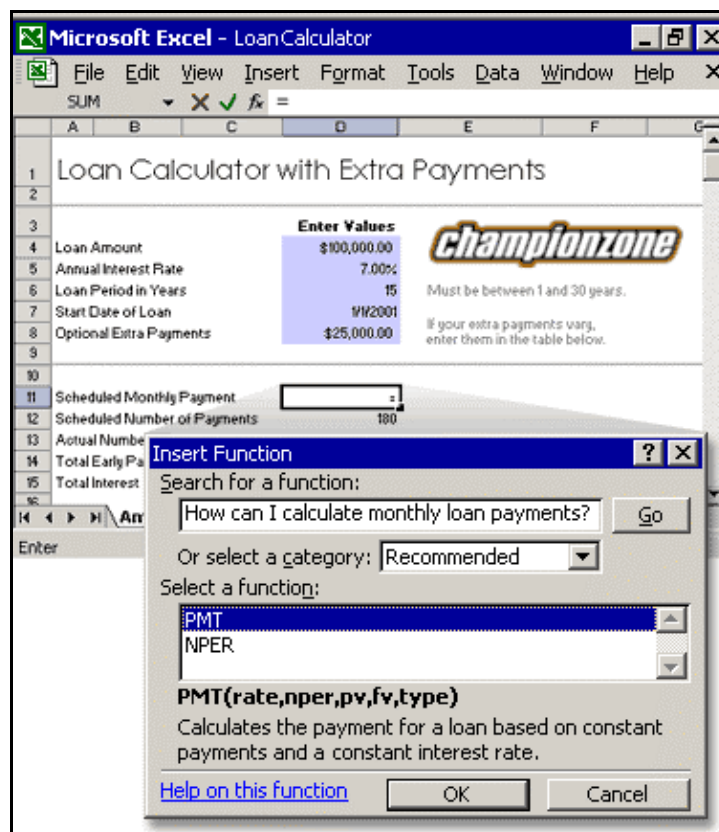 Microsoft Excel - LoanCalculator
File Edit View Insert Format Tools Data Window Help
SUM fx =
A B C D E F G
1 Loan Calculator with Extra Payments
2
3 Enter Values
4 Loan Amount $100,000.00 championzone
5 Annual Interest Rate 7.00%
6 Loan Period in Years 15 Must be between 1 and 30 years.
7 Start Date of Loan 1/1/2001
8 Optional Extra Payments $25,000.00 If your extra payments vary,
enter them in the table below.
9
10
11 Scheduled Monthly Payment =
12 Scheduled Number of Payments 180
13 Actual Numbe
14 Total Early Pa
15 Total Interest
16
Am
Enter
Insert Function
Search for a function:
How can I calculate monthly loan payments? Go
Or select a category: Recommended
Select a function:
PMT
NPER
PMT(rate,nper,pv,fv,type)
Calculates the payment for a loan based on constant
payments and a constant interest rate.
Help on this function OK Cancel